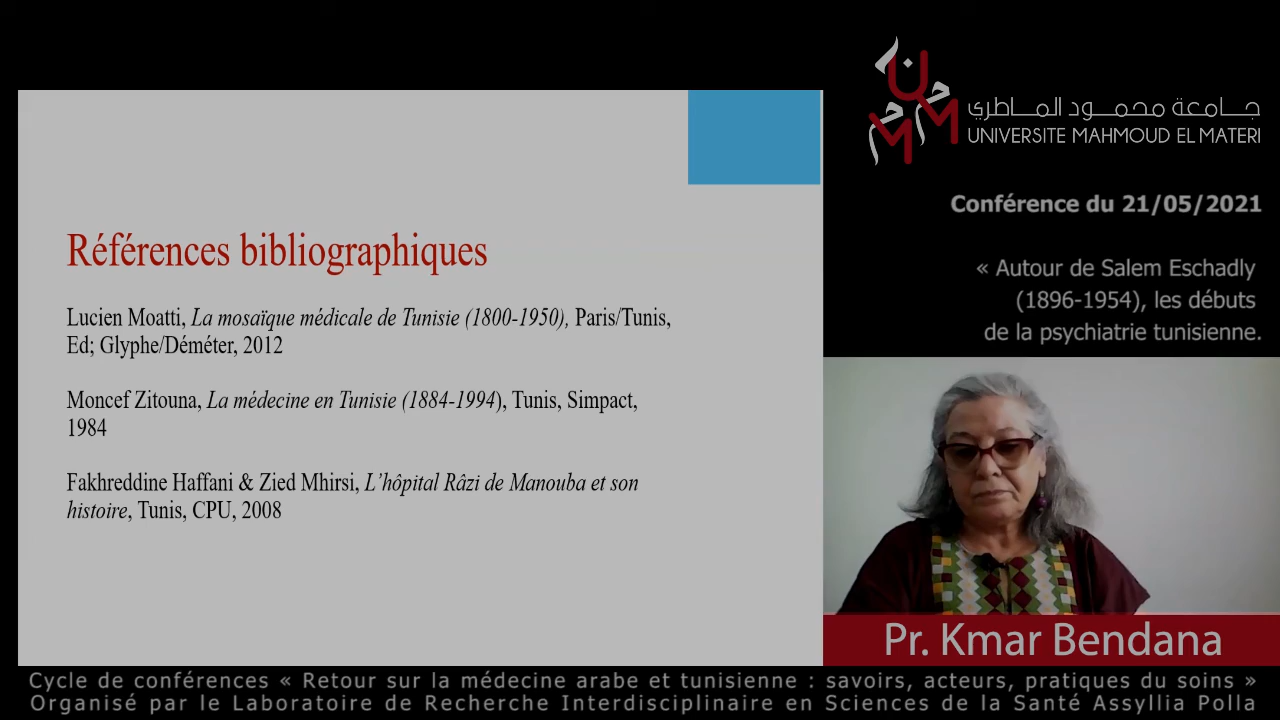 جامعة محمود الماطري
UNIVERSITE MAHMOUD EL MATERI
Conférence du 21/05/2021
« Autour de Salem Eschadly
(1896-1954), les débuts
de la psychiatrie tunisienne.
Références bibliographiques
Lucien Moatti, La mosaïque médicale de Tunisie (1800-1950), Paris/Tunis,
Ed; Glyphe/Déméter, 2012
Moncef Zitouna, La médecine en Tunisie (1884-1994), Tunis, Simpact,
1984
Fakhreddine Haffani & Zied Mhirsi, L’hôpital Râzi de Manouba et son
histoire, Tunis, CPU, 2008
Pr. Kmar Bendana
Cycle de conférences « Retour sur la médecine arabe et tunisienne : savoirs, acteurs, pratiques du soins »
Organisé par le Laboratoire de Recherche Interdisciplinaire en Sciences de la Santé Assyllia Polla